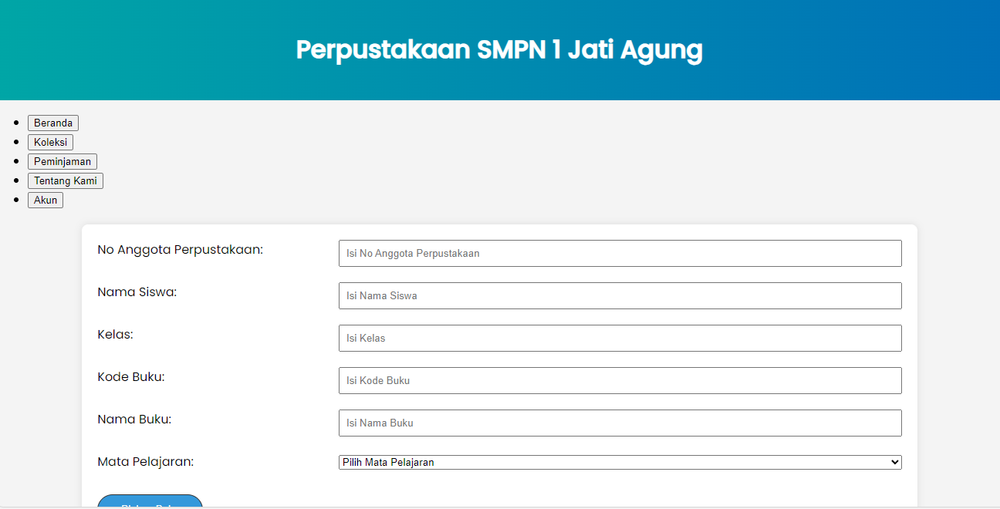 Perpustakaan SMPN 1 Jati Agung
Beranda
Koleksi
Peminjaman
Tentang Kami
Akun
No Anggota Perpustakaan:
Isi No Anggota Perpustakaan
Nama Siswa:
Isi Nama Siswa
Kelas:
Isi Kelas
Kode Buku:
Isi Kode Buku
Nama Buku:
Isi Nama Buku
Mata Pelajaran:
Pilih Mata Pelajaran